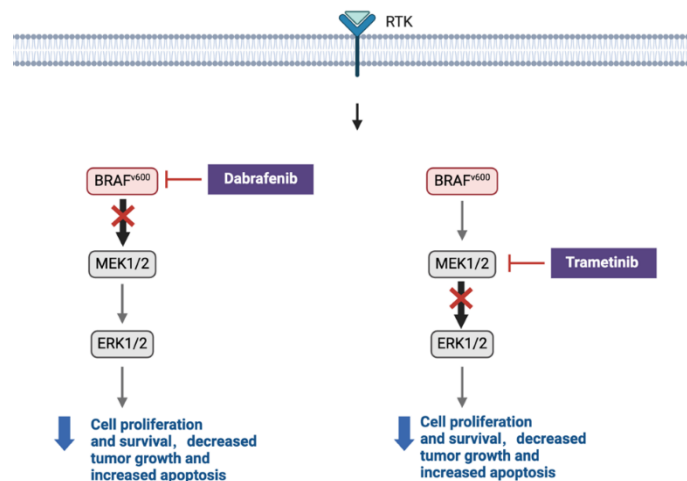 RTK
BRAFv600
Dabrafenib
MEK1/2
ERK1/2
Cell proliferation
and survival, decreased
tumor growth and
increased apoptosis
BRAFv600
MEK1/2
Trametinib
ERK1/2
Cell proliferation
and survival, decreased
tumor growth and
increased apoptosis